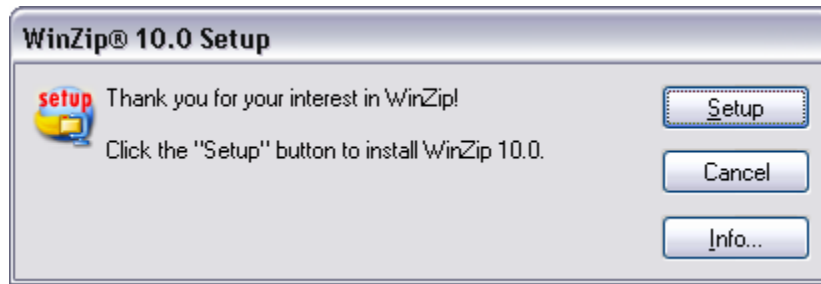 WinZip® 10.0 Setup
setup
Thank you for your interest in WinZip!
Click the "Setup" button to install WinZip 10.0.
Setup
Cancel
Info...